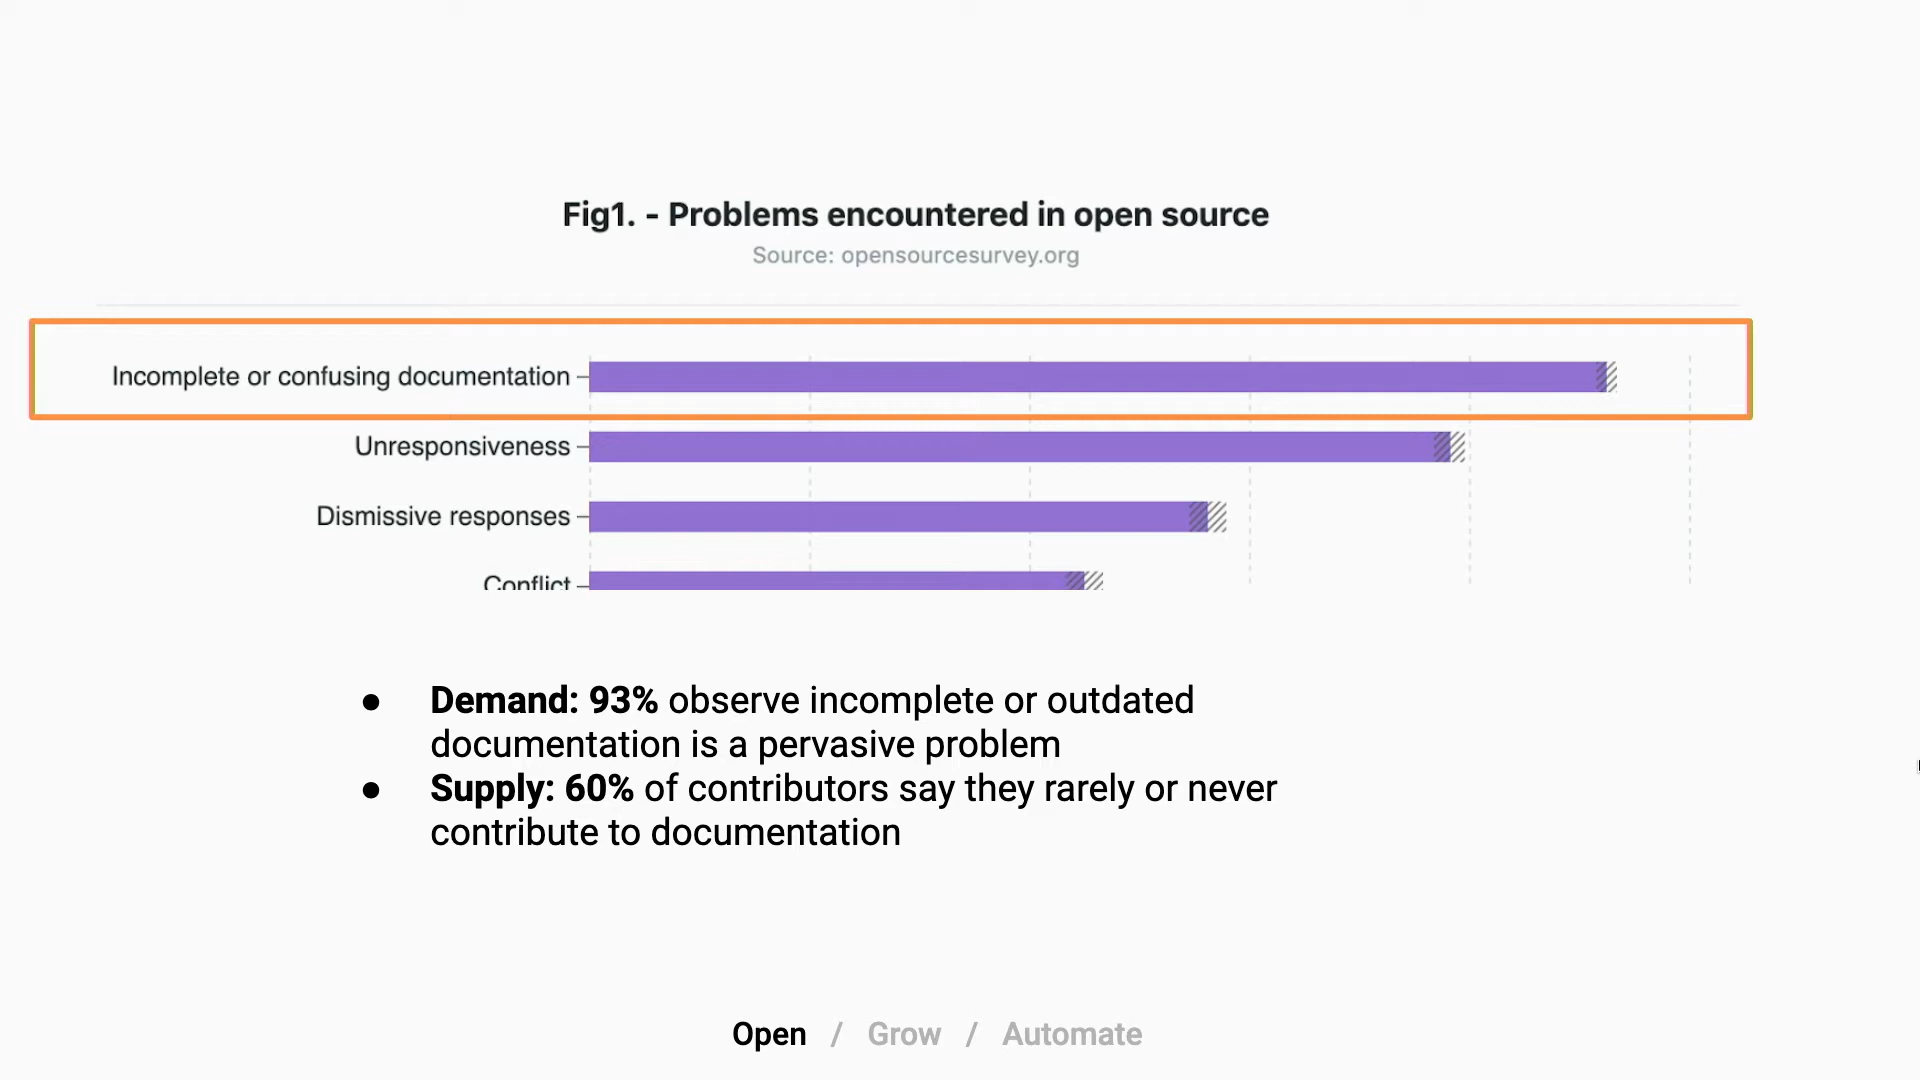 Fig1. - Problems encountered in open source
Source: opensourcesurvey.org
Incomplete or confusing documentation
Unresponsiveness
Dismissive responses
Conflict
● Demand: 93% observe incomplete or outdated
documentation is a pervasive problem
● Supply: 60% of contributors say they rarely or never
contribute to documentation
Open / Grow / Automate